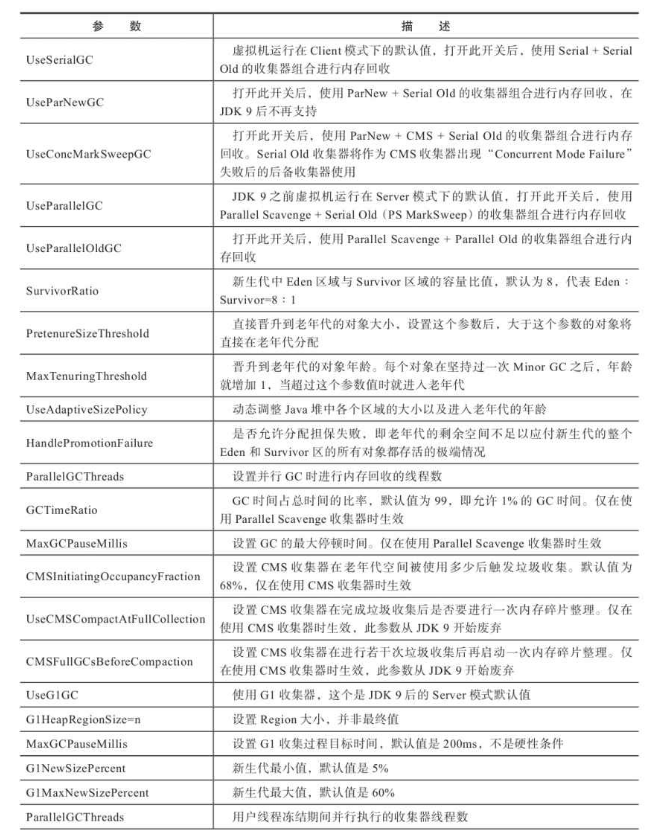 参 数 描 述
UseSerialGC 虚拟机运行在 Client 模式下的默认值，打开此开关后，使用 Serial + Serial
Old 的收集器组合进行内存回收
UseParNewGC 打开此开关后，使用 ParNew + Serial Old 的收集器组合进行内存回收，在
JDK 9 后不再支持
UseConcMarkSweepGC 打开此开关后，使用 ParNew + CMS + Serial Old 的收集器组合进行内存
回收。Serial Old 收集器将作为 CMS 收集器出现“Concurrent Mode Failure”
失败后的后备收集器使用
UseParallelGC JDK 9 之前虚拟机运行在 Server 模式下的默认值，打开此开关后，使用
Parallel Scavenge + Serial Old（PS MarkSweep）的收集器组合进行内存回收
UseParallelOldGC 打开此开关后，使用 Parallel Scavenge + Parallel Old 的收集器组合进行内
存回收
SurvivorRatio 新生代中 Eden 区域与 Survivor 区域的容量比值，默认为 8，代表 Eden：
Survivor=8：1
PretenureSizeThreshold 直接晋升到老年代的对象大小，设置这个参数后，大于这个参数的对象将
直接在老年代分配
MaxTenuringThreshold 晋升到老年代的对象年龄。每个对象在坚持过一次 Minor GC 之后，年龄
就增加 1，当超过这个参数值时就进入老年代
UseAdaptiveSizePolicy 动态调整 Java 堆中各个区域的大小以及进入老年代的年龄
HandlePromotionFailure 是否允许分配担保失败，即老年代的剩余空间不足以应付新生代的整个
Eden 和 Survivor 区的所有对象都存活的极端情况
ParallelGCThreads 设置并行 GC 时进行内存回收的线程数
GCTimeRatio GC 时间占总时间的比率，默认值为 99，即允许 1% 的 GC 时间。仅在使
用 Parallel Scavenge 收集器时生效
MaxGCPauseMillis 设置 GC 的最大停顿时间。仅在使用 Parallel Scavenge 收集器时生效
CMSInitiatingOccupancyFraction 设置 CMS 收集器在老年代空间被使用多少后触发垃圾收集。默认值为
68%，仅在使用 CMS 收集器时生效
UseCMSCompactAtFullCollection 设置 CMS 收集器在完成垃圾收集后是否要进行一次内存碎片整理。仅在
使用 CMS 收集器时生效，此参数从 JDK 9 开始废弃
CMSFullGCsBeforeCompaction 设置 CMS 收集器在进行若干次垃圾收集后再启动一次内存碎片整理。仅
在使用 CMS 收集器时生效，此参数从 JDK 9 开始废弃
UseG1GC 使用 G1 收集器，这个是 JDK 9 后的 Server 模式默认值
G1HeapRegionSize=n 设置 Region 大小，并非最终值
MaxGCPauseMillis 设置 G1 收集过程目标时间，默认值是 200ms，不是硬性条件
G1NewSizePercent 新生代最小值，默认值是 5%
G1MaxNewSizePercent 新生代最大值，默认值是 60%
ParallelGCThreads 用户线程冻结期间并行执行的收集器线程数